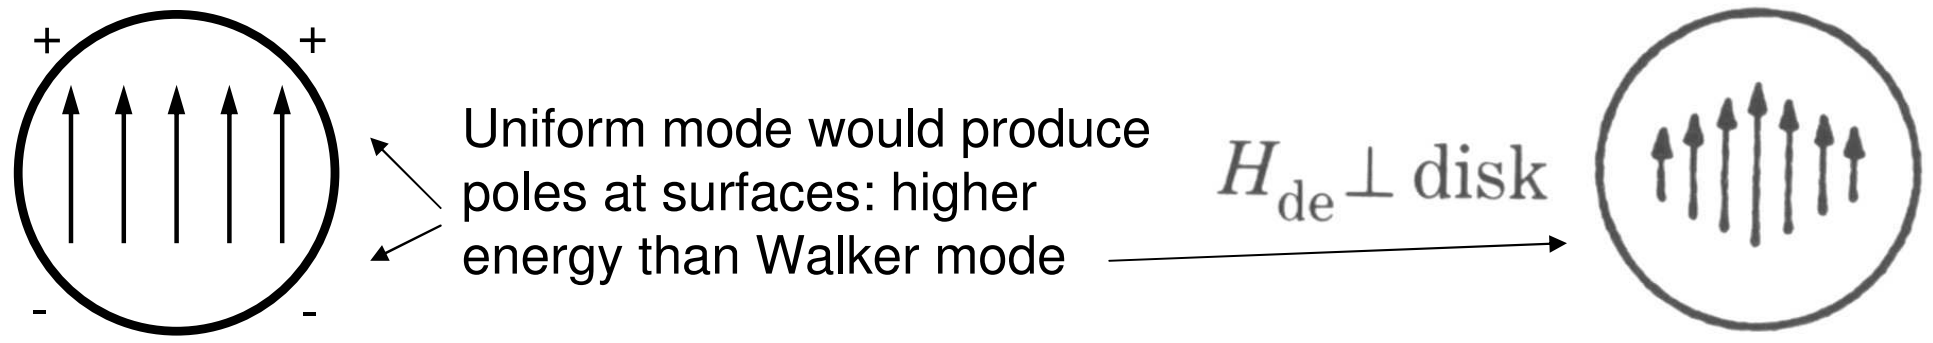 + +
Uniform mode would produce
poles at surfaces: higher
energy than Walker mode
H_de ⊥ disk
- -